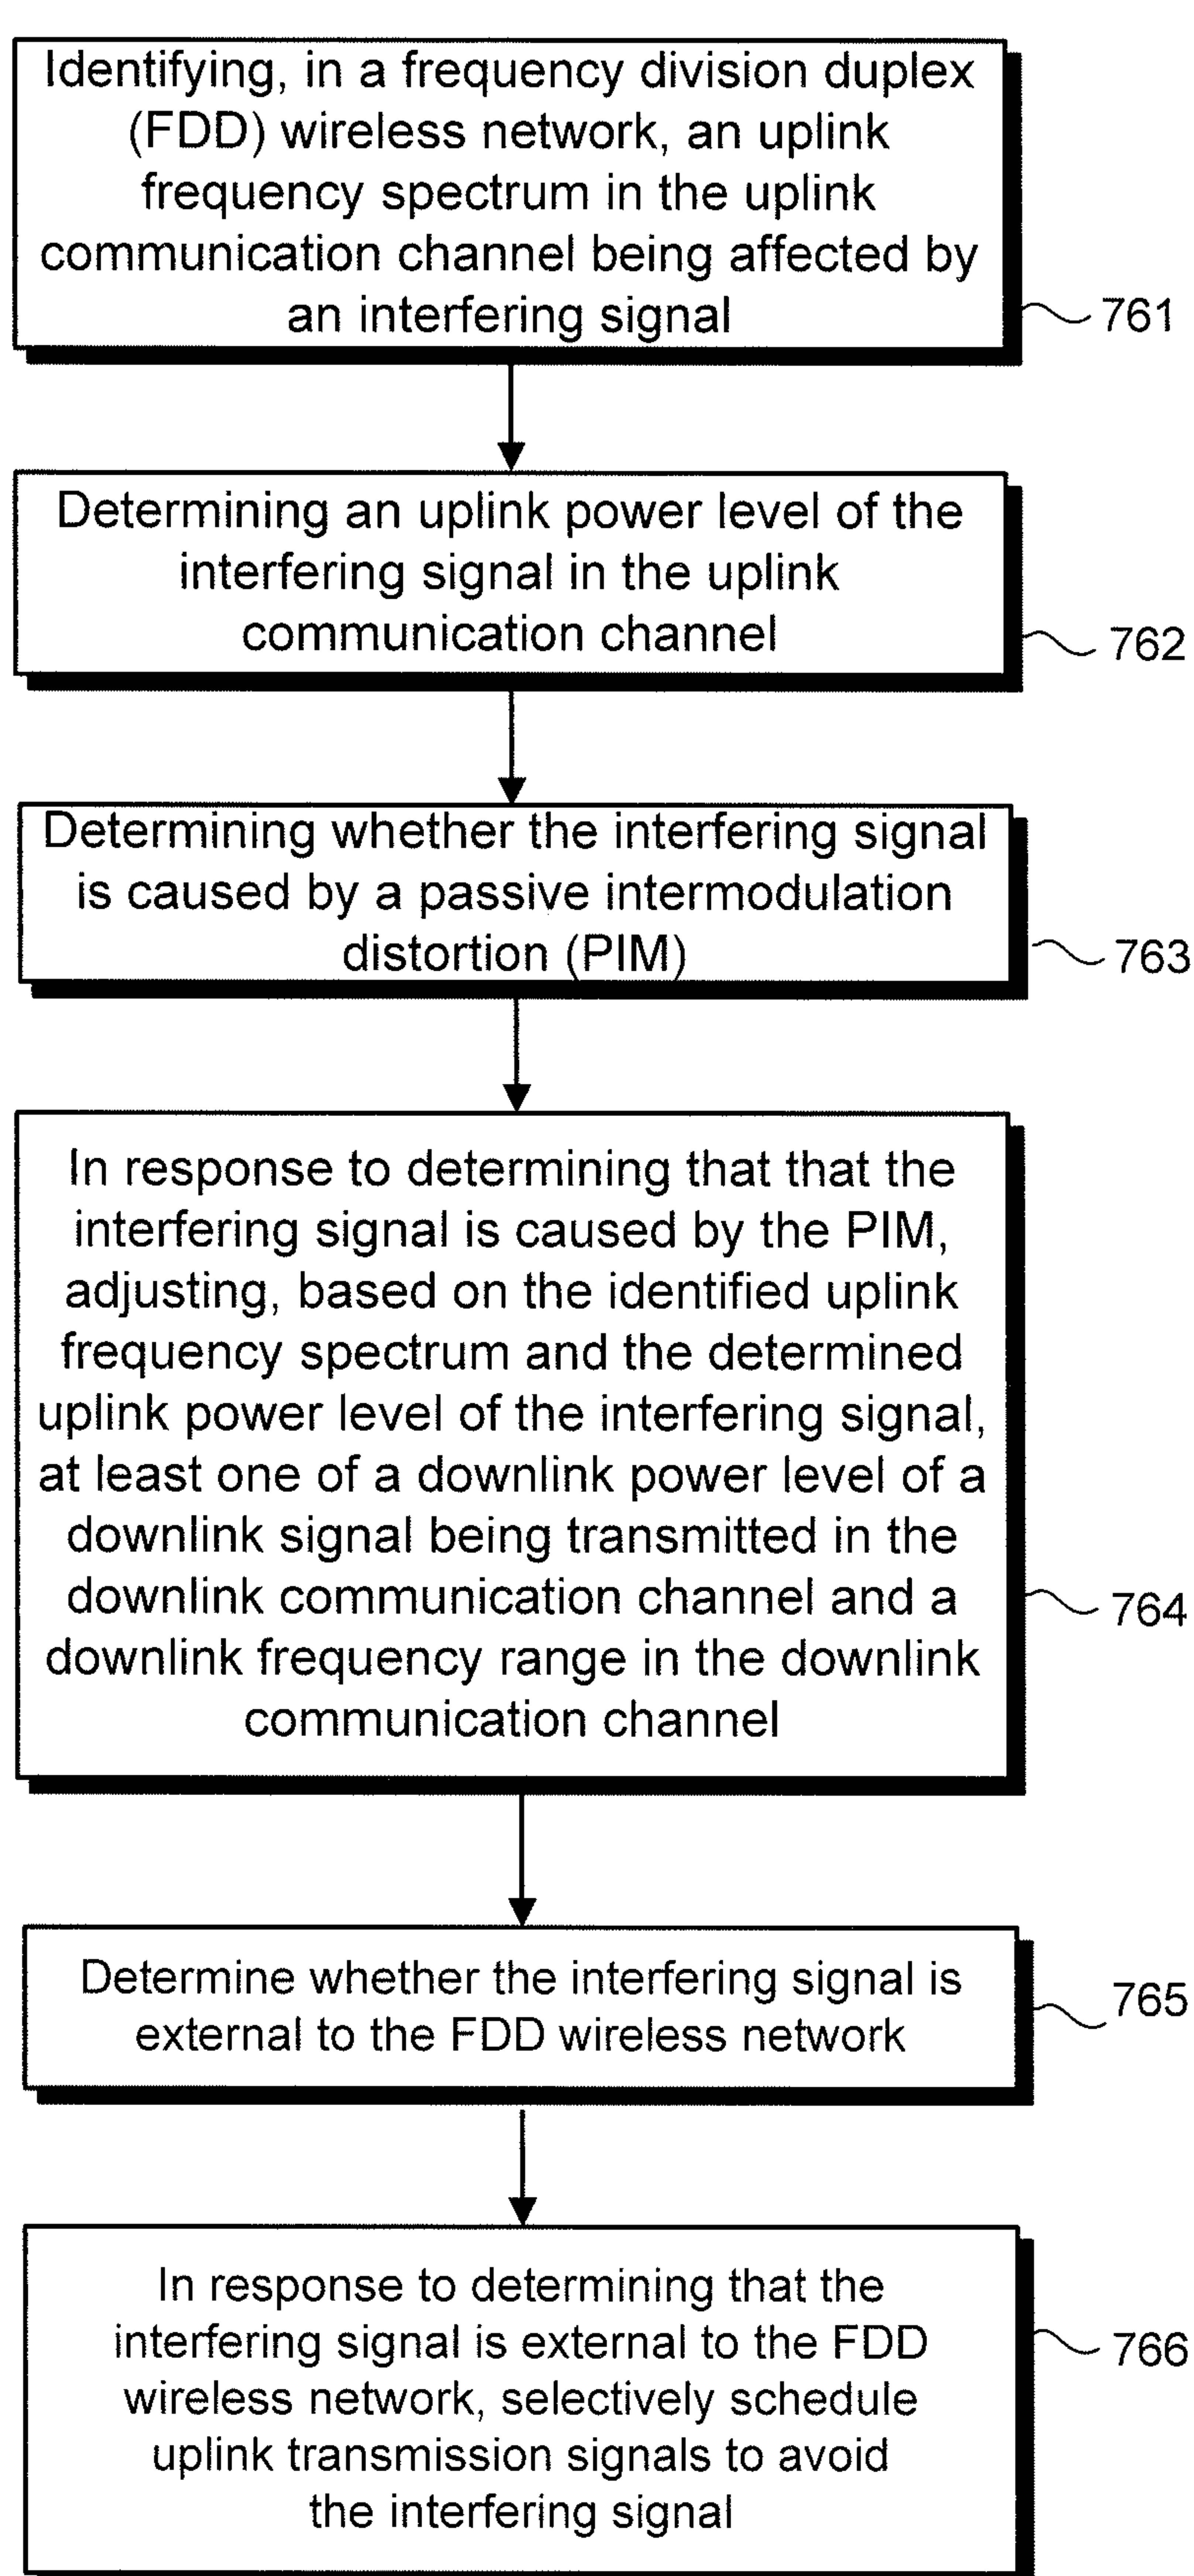 Identifying, in a frequency division duplex
(FDD) wireless network, an uplink
frequency spectrum in the uplink
communication channel being affected by
an interfering signal
761
Determining an uplink power level of the
interfering signal in the uplink
communication channel
762
Determining whether the interfering signal
is caused by a passive intermodulation
distortion (PIM)
763
In response to determining that that the
interfering signal is caused by the PIM,
adjusting, based on the identified uplink
frequency spectrum and the determined
uplink power level of the interfering signal,
at least one of a downlink power level of a
downlink signal being transmitted in the
downlink communication channel and a
downlink frequency range in the downlink
communication channel
764
Determine whether the interfering signal is
external to the FDD wireless network
765
In response to determining that the
interfering signal is external to the FDD
wireless network, selectively schedule
uplink transmission signals to avoid
the interfering signal
766